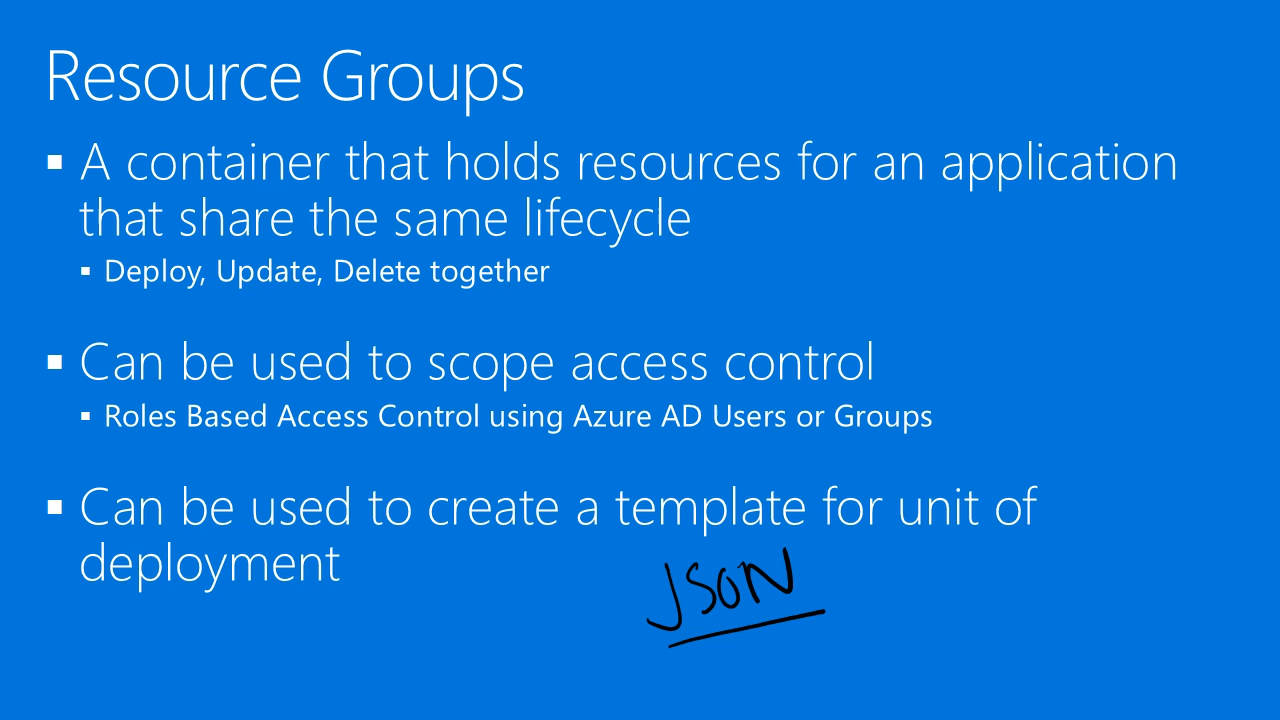 Resource Groups
▪ A container that holds resources for an application
that share the same lifecycle
▪ Deploy, Update, Delete together
▪ Can be used to scope access control
▪ Roles Based Access Control using Azure AD Users or Groups
▪ Can be used to create a template for unit of
deployment
JSON